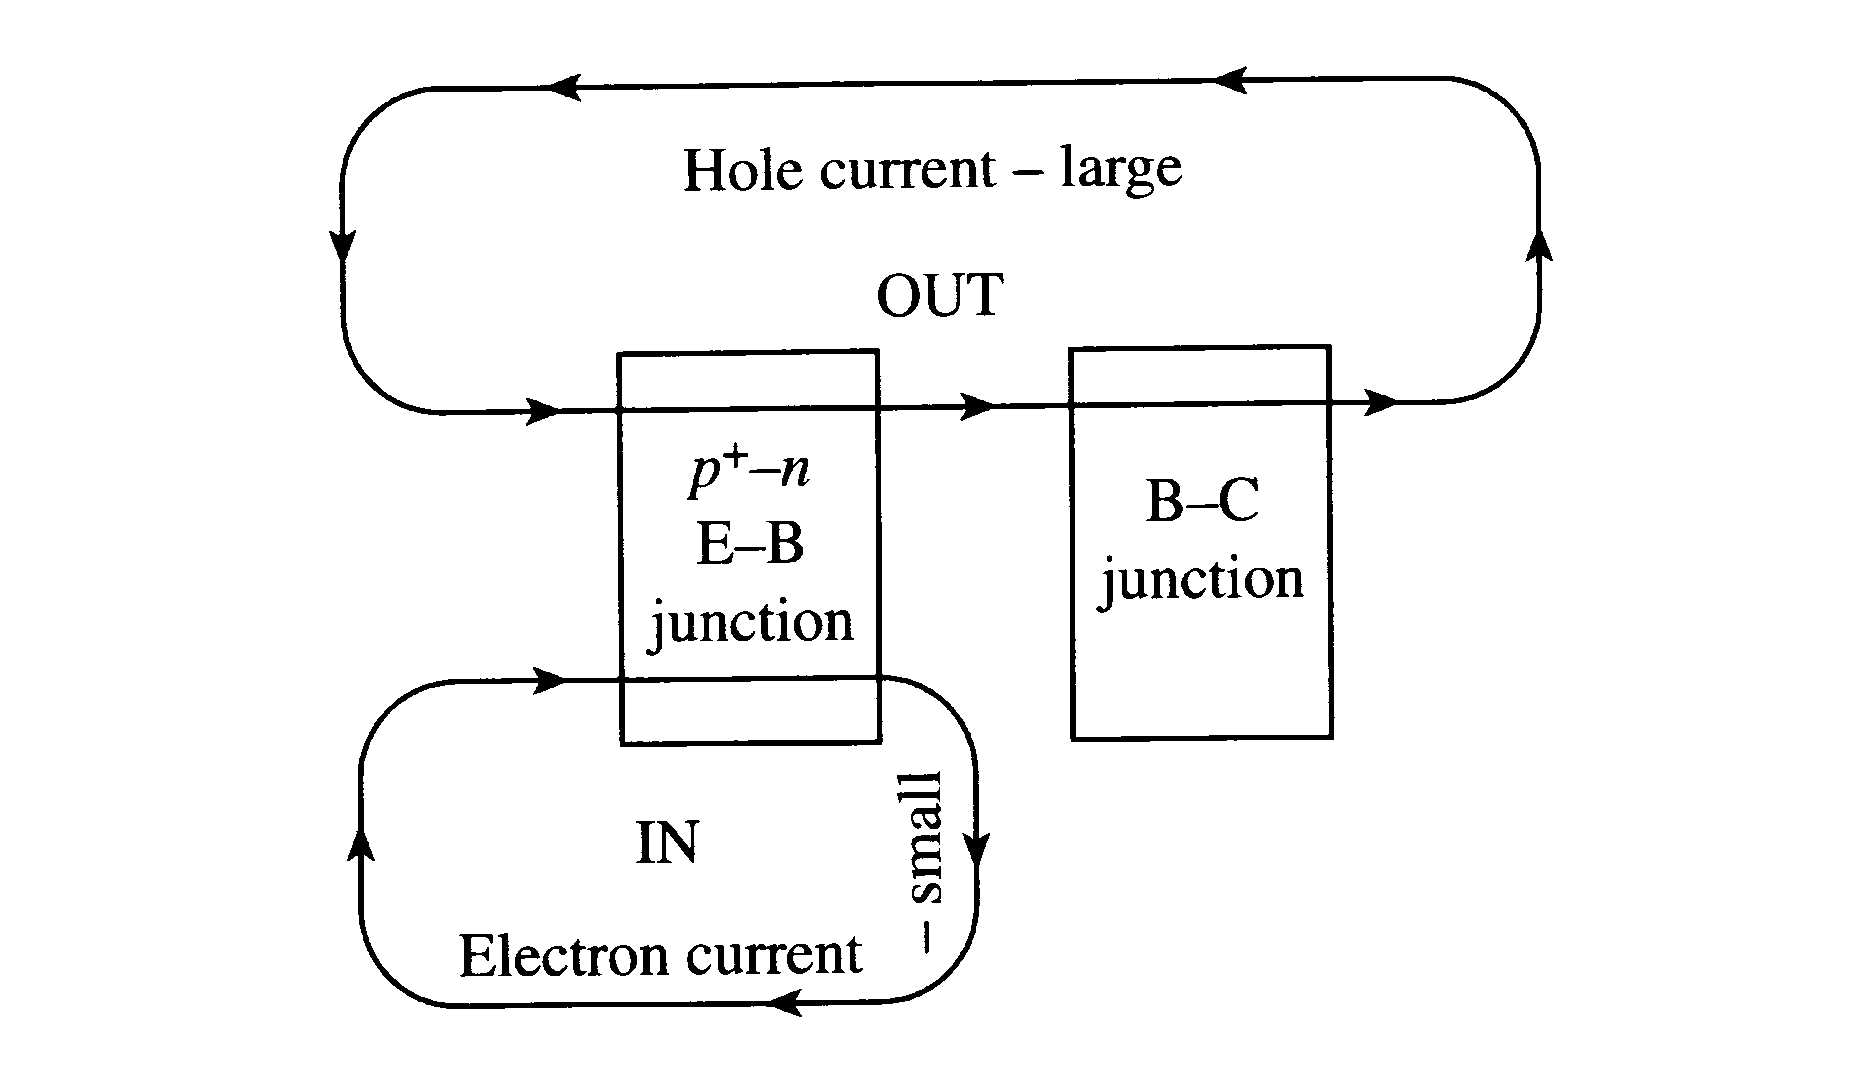 Hole current – large
OUT
p⁺–n
E–B
junction
B–C
junction
IN
– small
Electron current